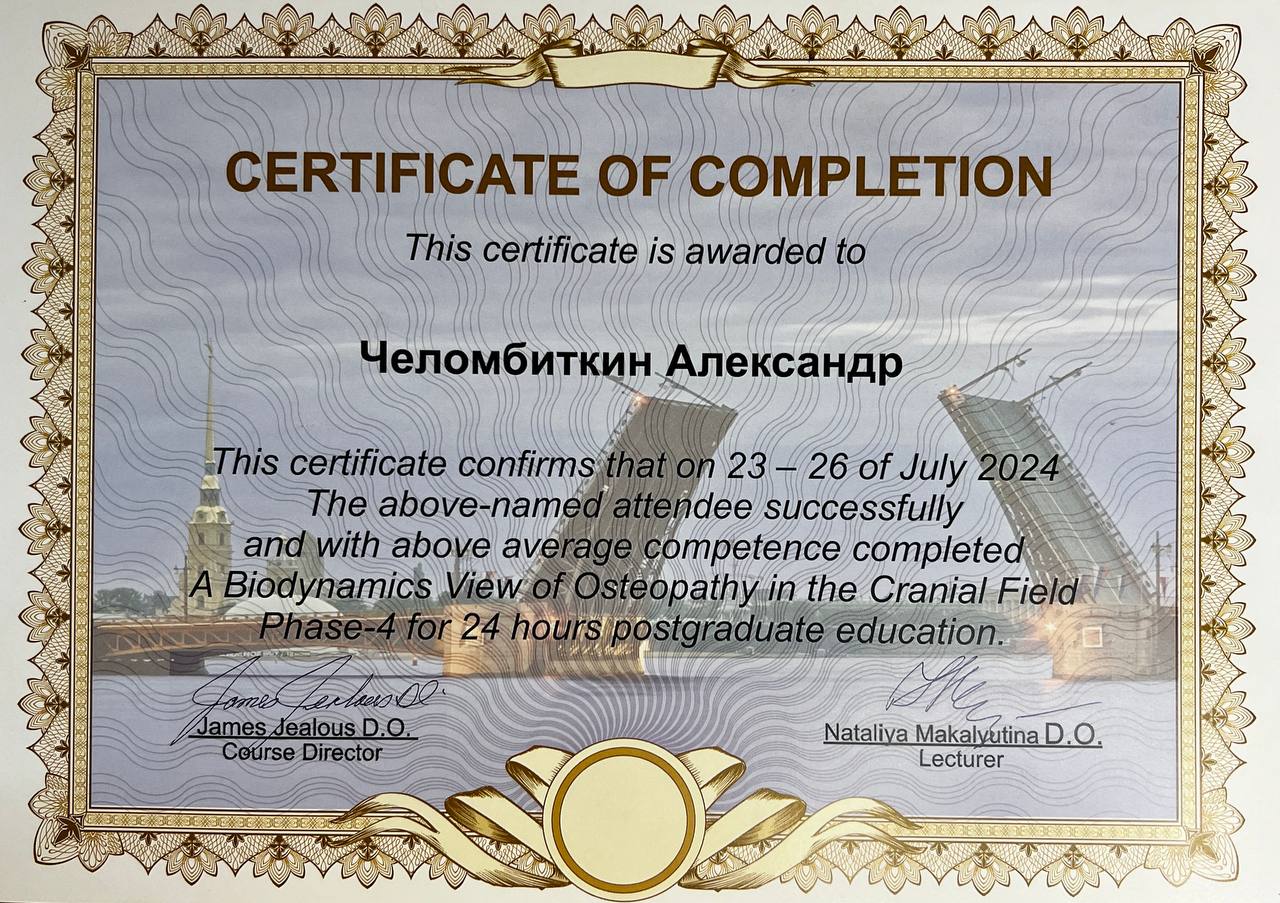 CERTIFICATE OF COMPLETION
This certificate is awarded to
Челомбиткин Александр
This certificate confirms that on 23 – 26 of July 2024
The above-named attendee successfully
and with above average competence completed
A Biodynamics View of Osteopathy in the Cranial Field
Phase-4 for 24 hours postgraduate education.
James Jealous D.O.
James Jealous D.O.
Course Director
Nataliya Makalyutina D.O.
Lecturer